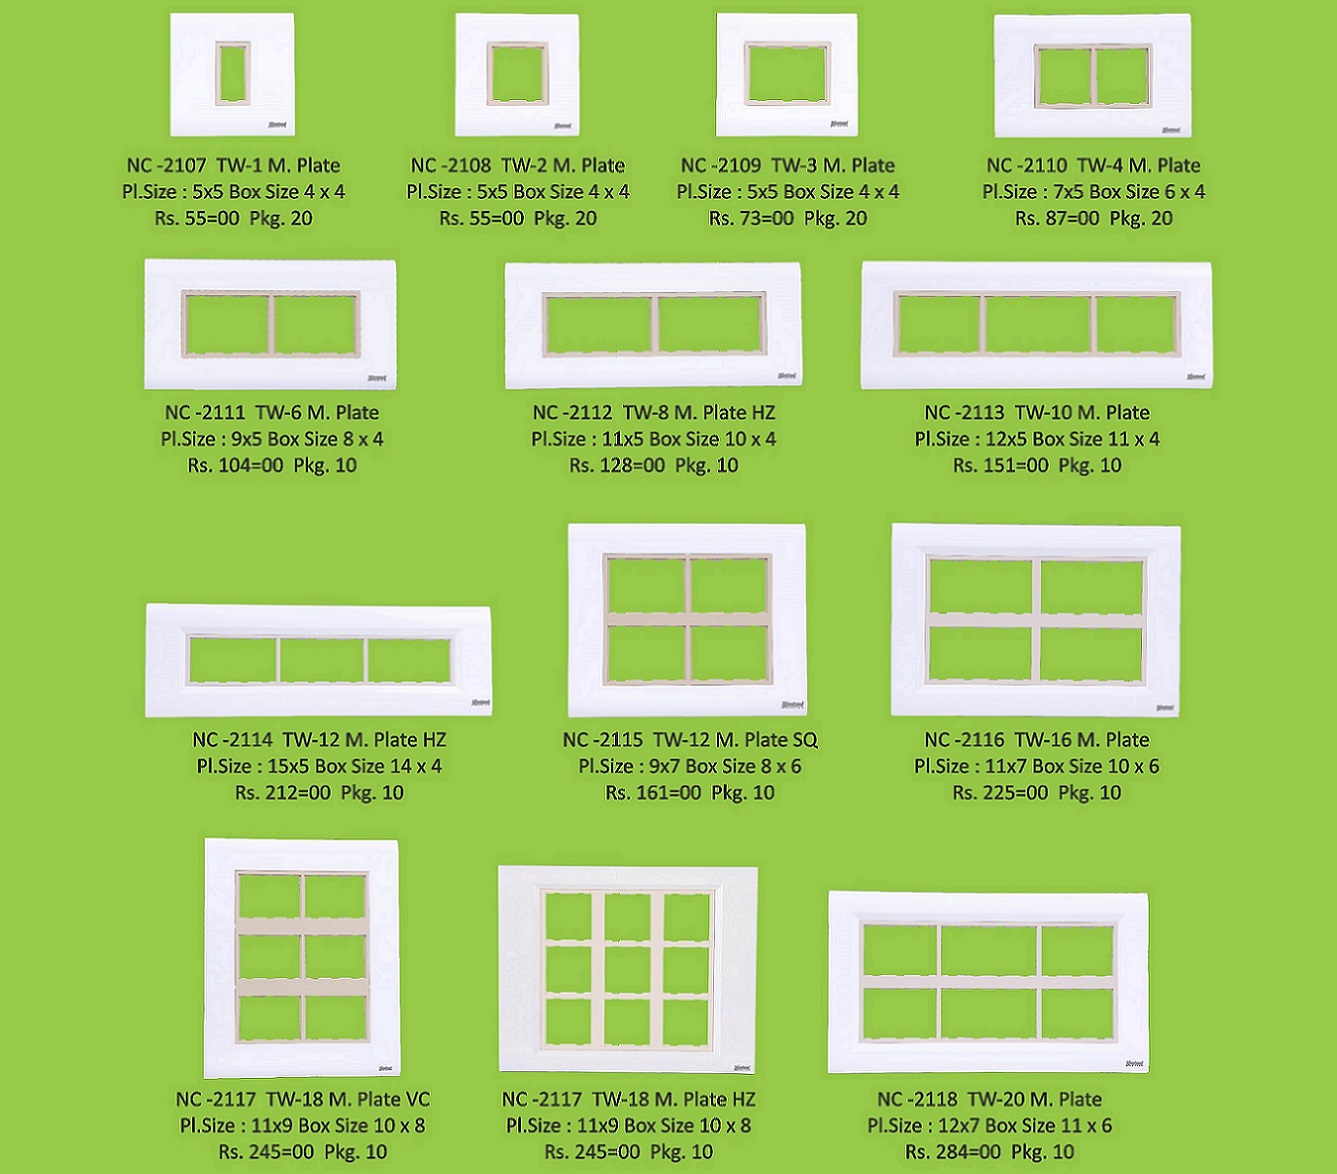 NC -2107 TW-1 M. Plate
Pl.Size : 5x5 Box Size 4 x 4
Rs. 55=00 Pkg. 20
NC -2108 TW-2 M. Plate
Pl.Size : 5x5 Box Size 4 x 4
Rs. 55=00 Pkg. 20
NC -2109 TW-3 M. Plate
Pl.Size : 5x5 Box Size 4 x 4
Rs. 73=00 Pkg. 20
NC -2110 TW-4 M. Plate
Pl.Size : 7x5 Box Size 6 x 4
Rs. 87=00 Pkg. 20
NC -2111 TW-6 M. Plate
Pl.Size : 9x5 Box Size 8 x 4
Rs. 104=00 Pkg. 10
NC -2112 TW-8 M. Plate HZ
Pl.Size : 11x5 Box Size 10 x 4
Rs. 128=00 Pkg. 10
NC -2113 TW-10 M. Plate
Pl.Size : 12x5 Box Size 11 x 4
Rs. 151=00 Pkg. 10
NC -2114 TW-12 M. Plate HZ
Pl.Size : 15x5 Box Size 14 x 4
Rs. 212=00 Pkg. 10
NC -2115 TW-12 M. Plate SQ
Pl.Size : 9x7 Box Size 8 x 6
Rs. 161=00 Pkg. 10
NC -2116 TW-16 M. Plate
Pl.Size : 11x7 Box Size 10 x 6
Rs. 225=00 Pkg. 10
NC -2117 TW-18 M. Plate VC
Pl.Size : 11x9 Box Size 10 x 8
Rs. 245=00 Pkg. 10
NC -2117 TW-18 M. Plate HZ
Pl.Size : 11x9 Box Size 10 x 8
Rs. 245=00 Pkg. 10
NC -2118 TW-20 M. Plate
Pl.Size : 12x7 Box Size 11 x 6
Rs. 284=00 Pkg. 10